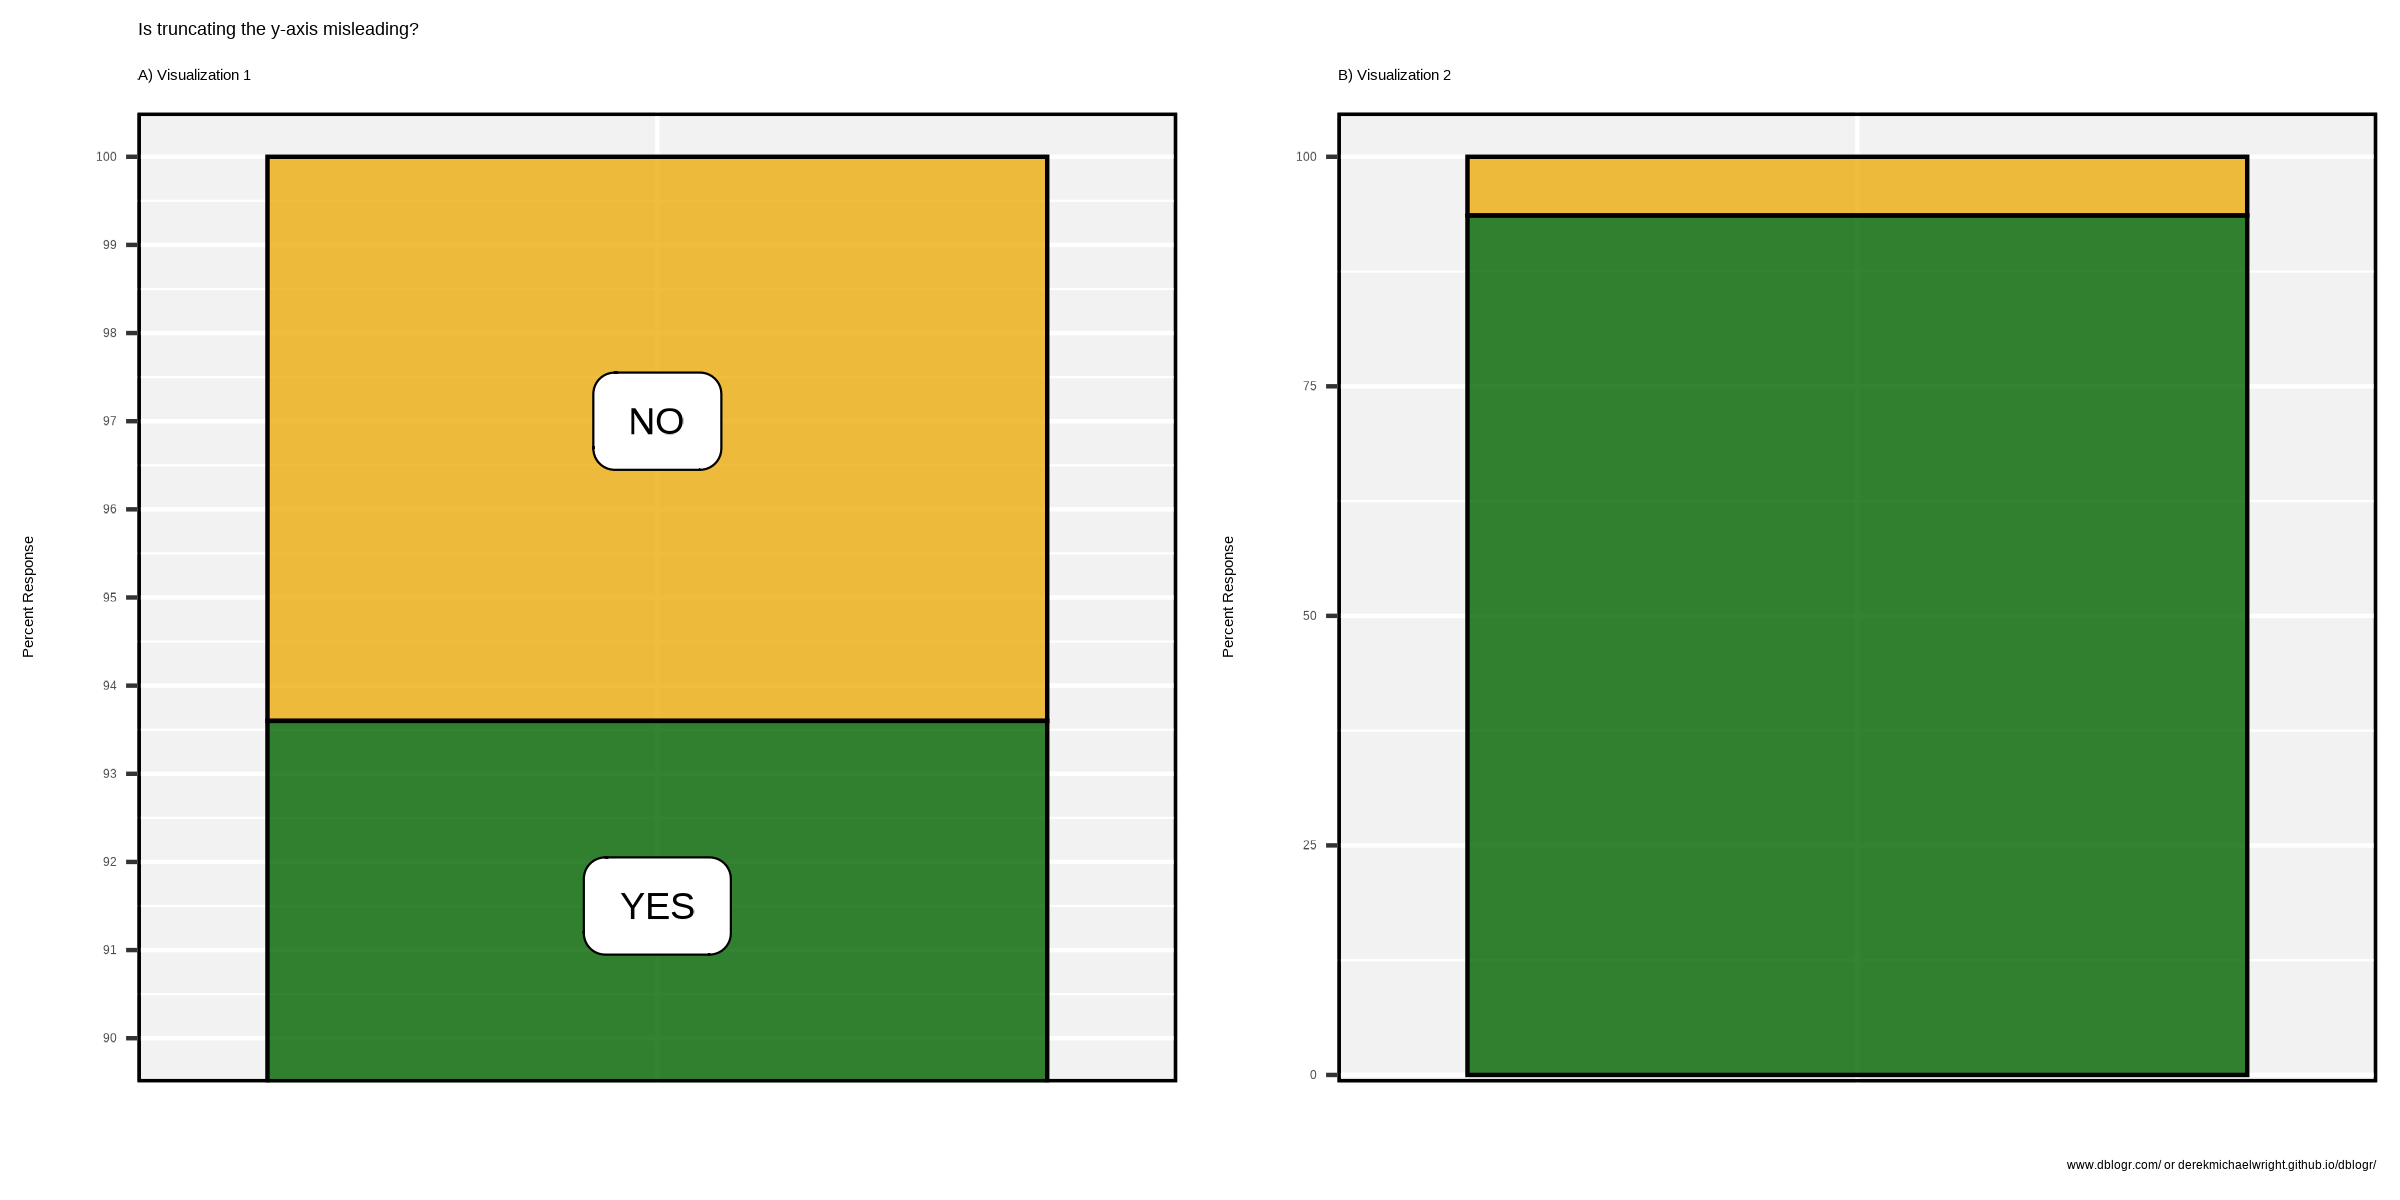 Is truncating the y-axis misleading?
A) Visualization 1
Percent Response
100
99
98
97
96
95
94
93
92
91
90
NO
YES
B) Visualization 2
Percent Response
100
75
50
25
0
www.dblogr.com/ or derekmichaelwright.github.io/dblogr/